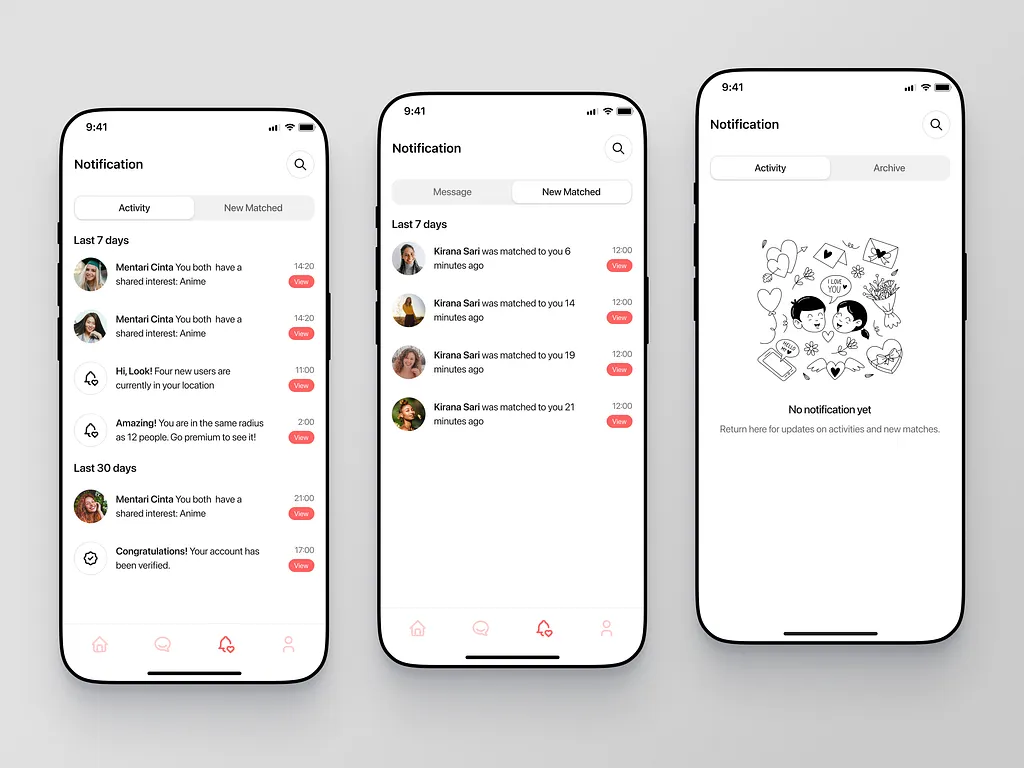 9:41
Notification
Activity
New Matched
Last 7 days
Mentari Cinta You both have a
shared interest: Anime
14:20
View
Mentari Cinta You both have a
shared interest: Anime
14:20
View
Hi, Look! Four new users are
currently in your location
11:00
View
Amazing! You are in the same radius
as 12 people. Go premium to see it!
2:00
View
Last 30 days
Mentari Cinta You both have a
shared interest: Anime
21:00
View
Congratulations! Your account has
been verified.
17:00
View
9:41
Notification
Message
New Matched
Last 7 days
Kirana Sari was matched to you 6
minutes ago
12:00
View
Kirana Sari was matched to you 14
minutes ago
12:00
View
Kirana Sari was matched to you 19
minutes ago
12:00
View
Kirana Sari was matched to you 21
minutes ago
12:00
View
9:41
Notification
Activity
Archive
I LOVE
YOU
HELLO
No notification yet
Return here for updates on activities and new matches.